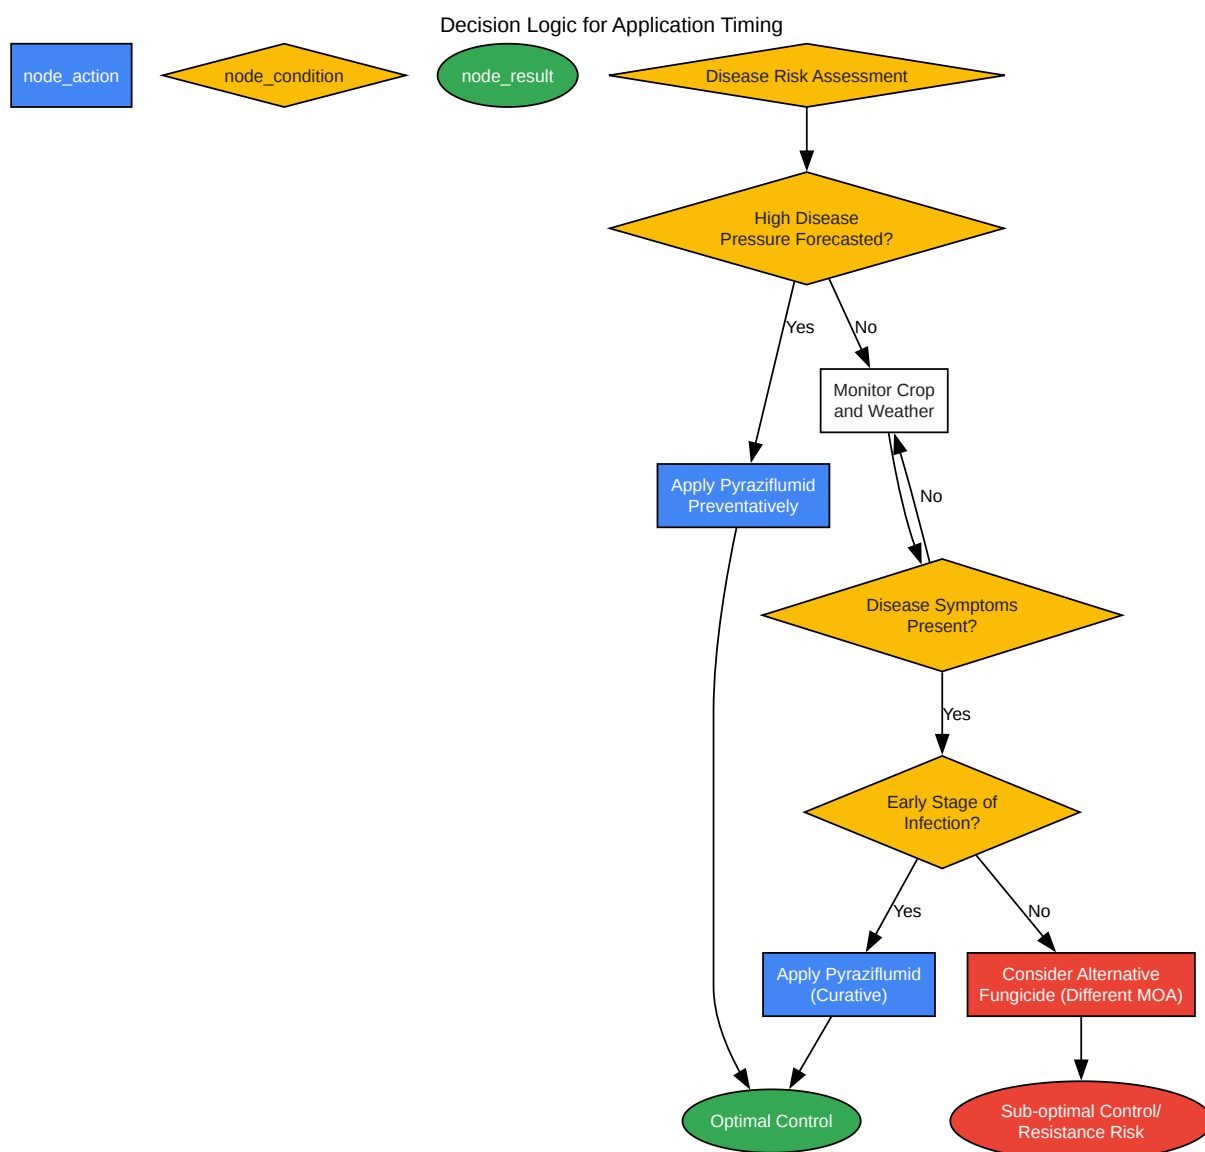 Decision Logic for Application Timing
node_action
node_condition
node_result
Disease Risk Assessment
High Disease
Pressure Forecasted?
Yes
No
Monitor Crop
and Weather
Apply Pyraziflumid
Preventatively
No
Disease Symptoms
Present?
Yes
Early Stage of
Infection?
Yes
No
Apply Pyraziflumid
(Curative)
Consider Alternative
Fungicide (Different MOA)
Optimal Control
Sub-optimal Control/
Resistance Risk